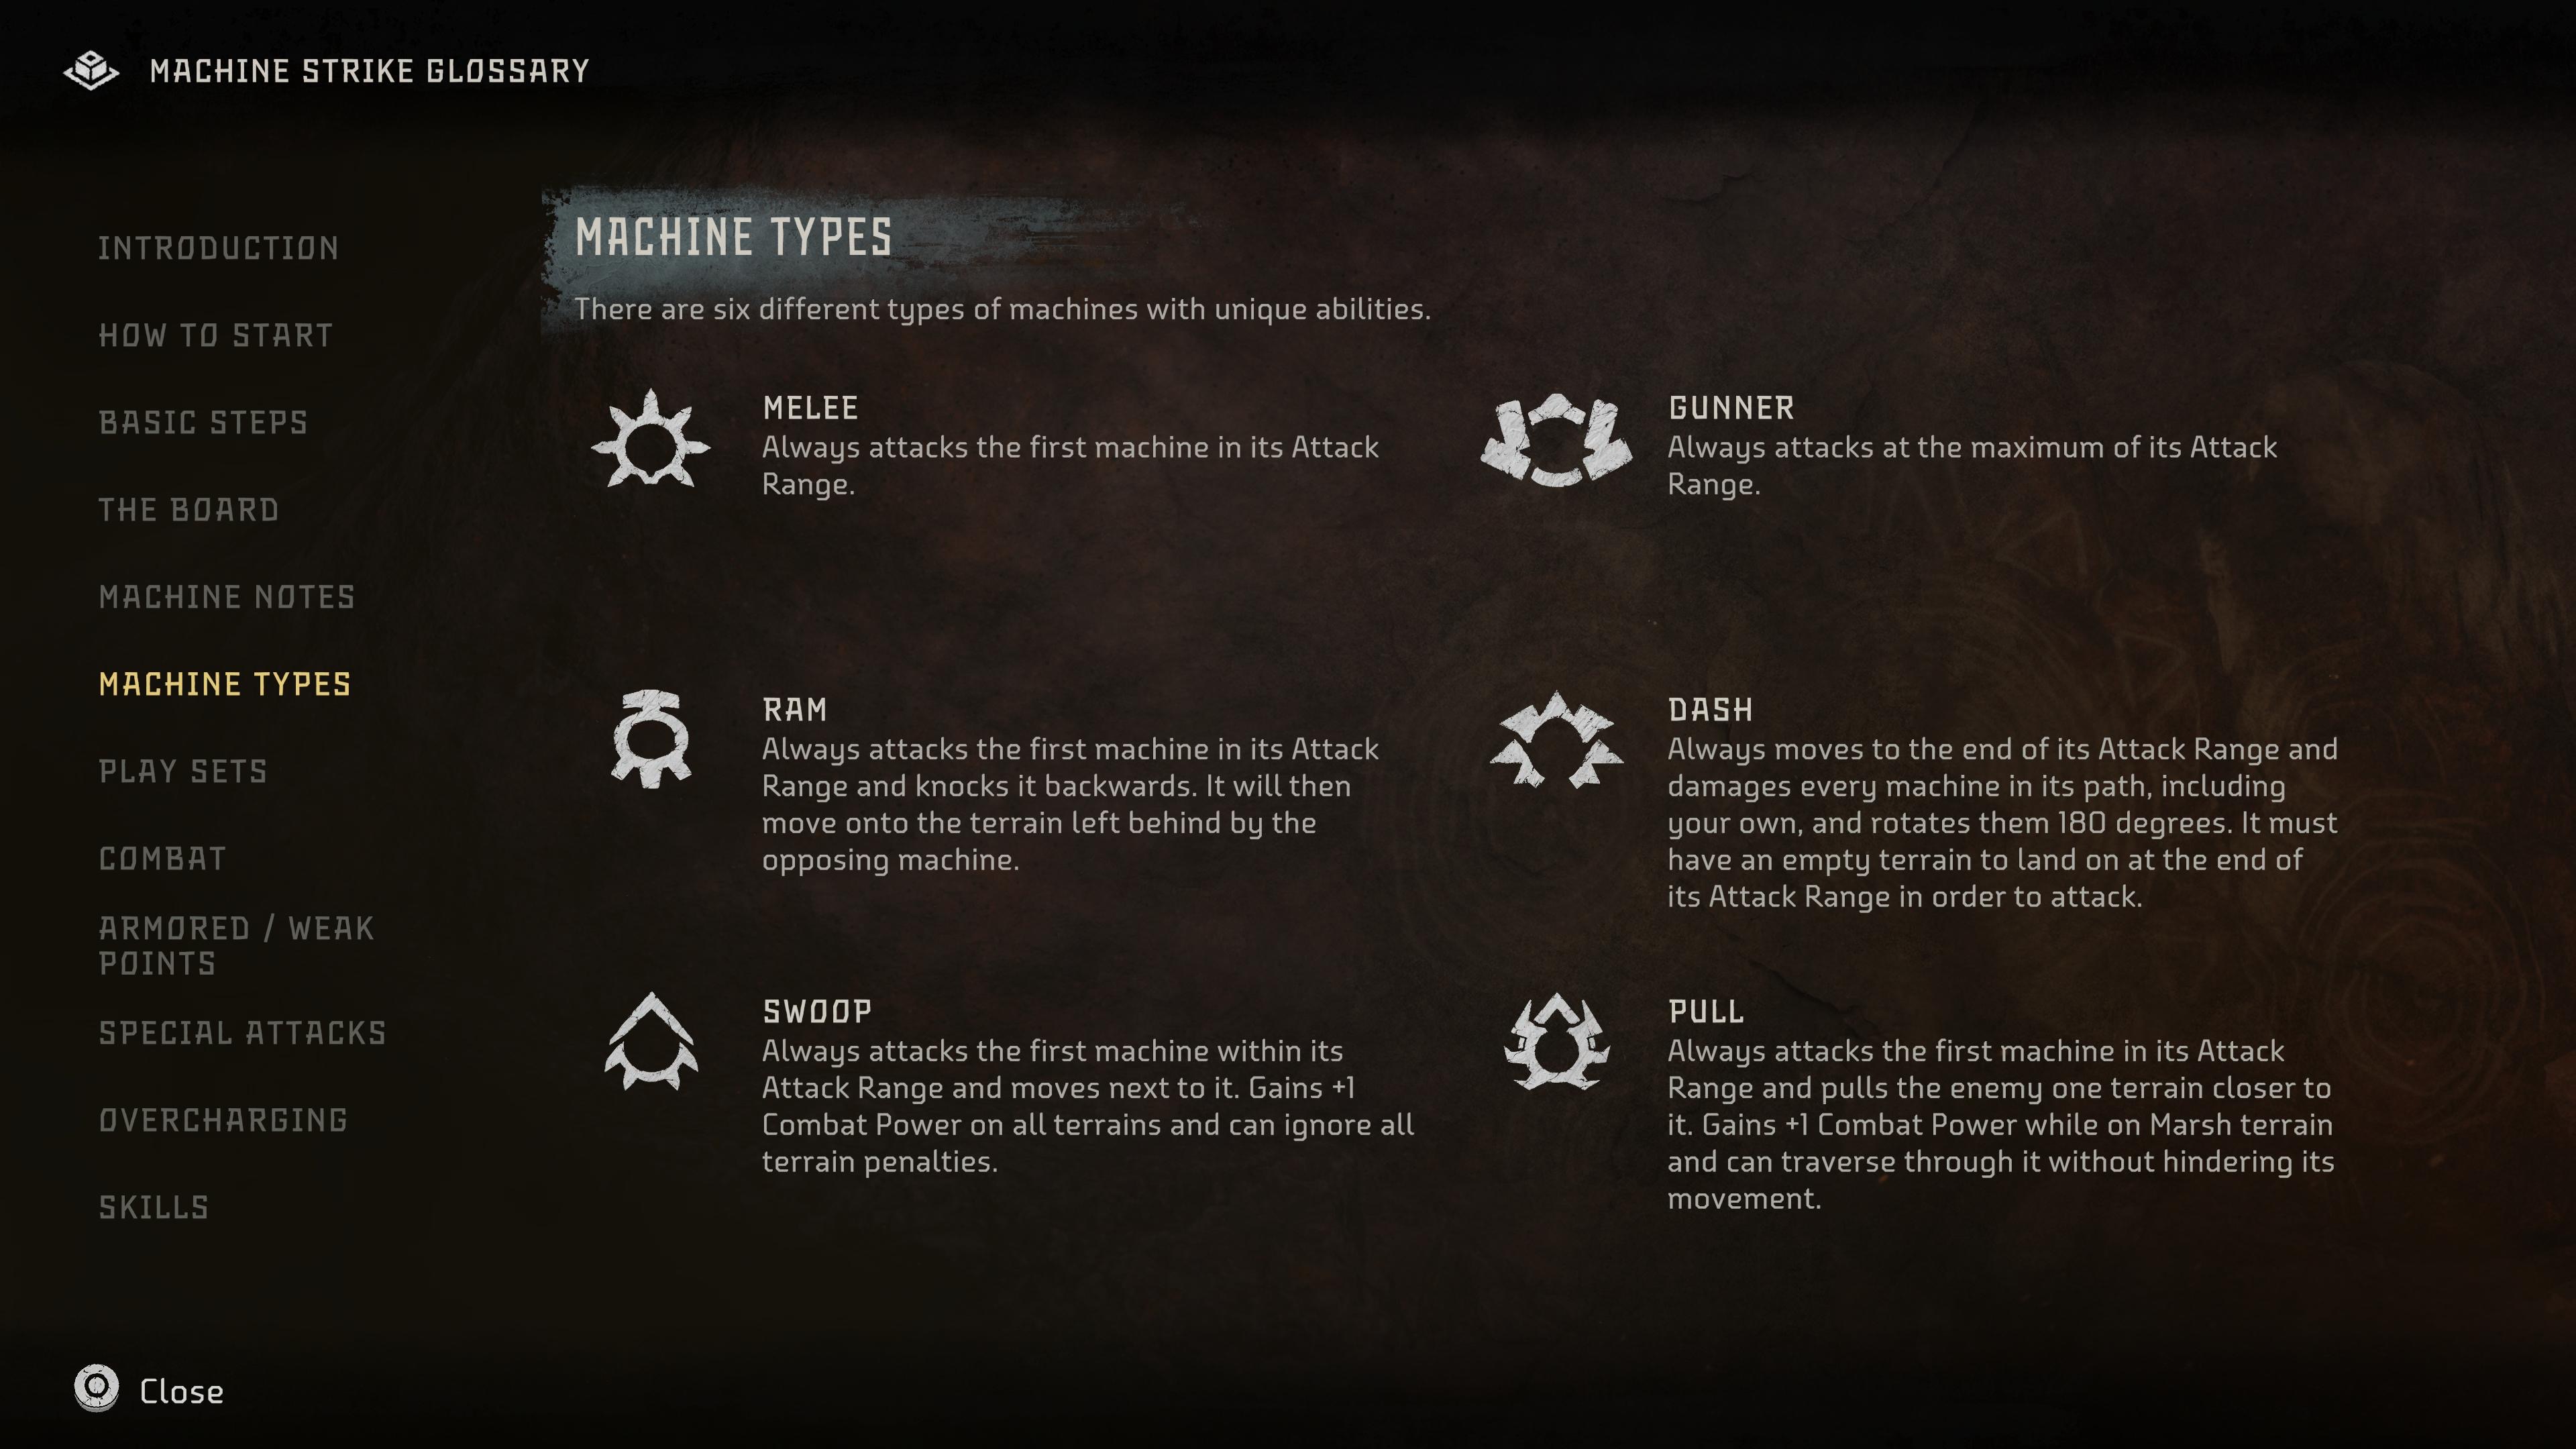 MACHINE STRIKE GLOSSARY
INTRODUCTION
HOW TO START
BASIC STEPS
THE BOARD
MACHINE NOTES
MACHINE TYPES
PLAY SETS
COMBAT
ARMORED / WEAK
POINTS
SPECIAL ATTACKS
OVERCHARGING
SKILLS
MACHINE TYPES
There are six different types of machines with unique abilities.
MELEE
Always attacks the first machine in its Attack
Range.
GUNNER
Always attacks at the maximum of its Attack
Range.
RAM
Always attacks the first machine in its Attack
Range and knocks it backwards. It will then
move onto the terrain left behind by the
opposing machine.
DASH
Always moves to the end of its Attack Range and
damages every machine in its path, including
your own, and rotates them 180 degrees. It must
have an empty terrain to land on at the end of
its Attack Range in order to attack.
SWOOP
Always attacks the first machine within its
Attack Range and moves next to it. Gains +1
Combat Power on all terrains and can ignore all
terrain penalties.
PULL
Always attacks the first machine in its Attack
Range and pulls the enemy one terrain closer to
it. Gains +1 Combat Power while on Marsh terrain
and can traverse through it without hindering its
movement.
Close